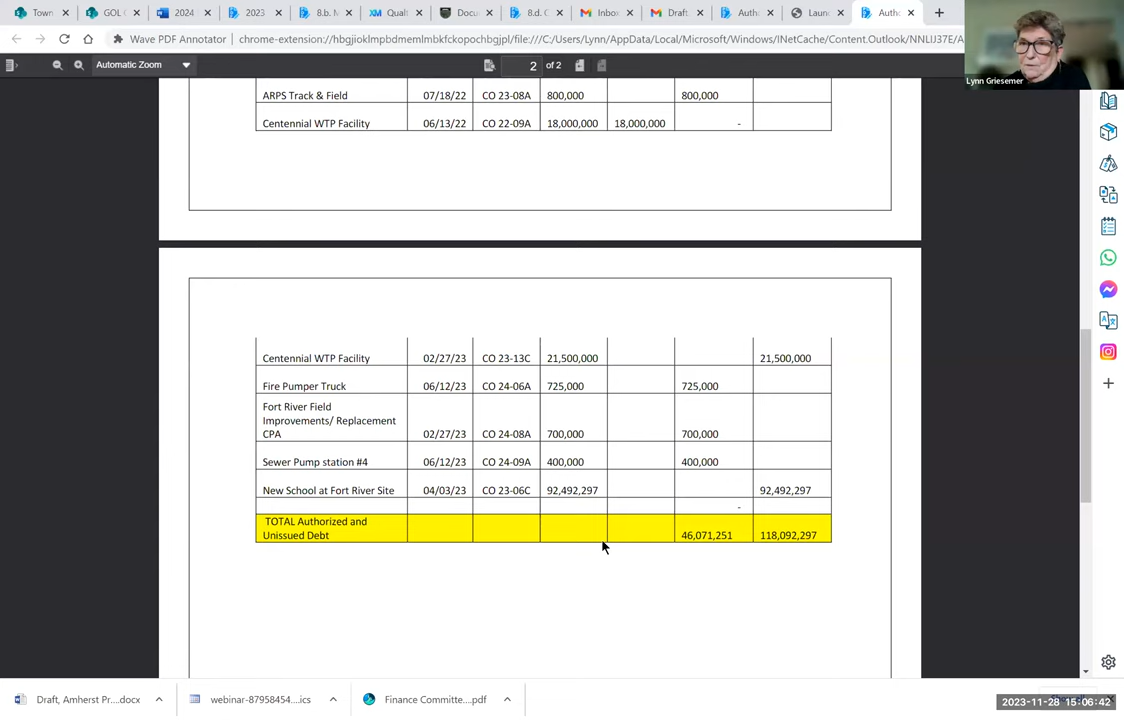 Town
GOL C
2024
2023
8.b. M
Qualt
Docu
8.d. C
Inbox
Draft
Autho
Launc
Autho
Wave PDF Annotator
chrome-extension://hbgjioklmpbdmemlmbkfckopochbgjpl/file:///C:/Users/Lynn/AppData/Local/Microsoft/Windows/INetCache/Content.Outlook/NNLIJ37E/A
Lynn Griesemer
Automatic Zoom
2 of 2
ARPS Track & Field 07/18/22 CO 23-08A 800,000 800,000
Centennial WTP Facility 06/13/22 CO 22-09A 18,000,000 18,000,000 -
Centennial WTP Facility 02/27/23 CO 23-13C 21,500,000 21,500,000
Fire Pumper Truck 06/12/23 CO 24-06A 725,000 725,000
Fort River Field
Improvements/ Replacement
CPA 02/27/23 CO 24-08A 700,000 700,000
Sewer Pump station #4 06/12/23 CO 24-09A 400,000 400,000
New School at Fort River Site 04/03/23 CO 23-06C 92,492,297 92,492,297
-
TOTAL Authorized and
Unissued Debt 46,071,251 118,092,297
Draft, Amherst Pr....docx
webinar-87958454...ics
Finance Committe....pdf
2023-11-28 15:06:42